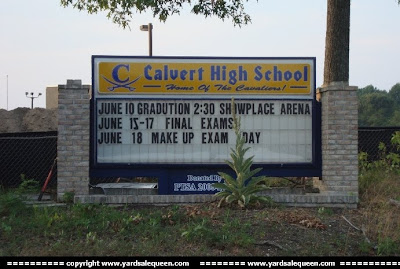 C Calvert High School
Home Of The Cavaliers!
JUNE 10 GRADUTION 2:30 SHOWPLACE ARENA
JUNE 15-17 FINAL EXAMS
JUNE 18 MAKE UP EXAM DAY
Donated By
PTSA
copyright www.yardsalequeen.com www.yardsalequeen.com